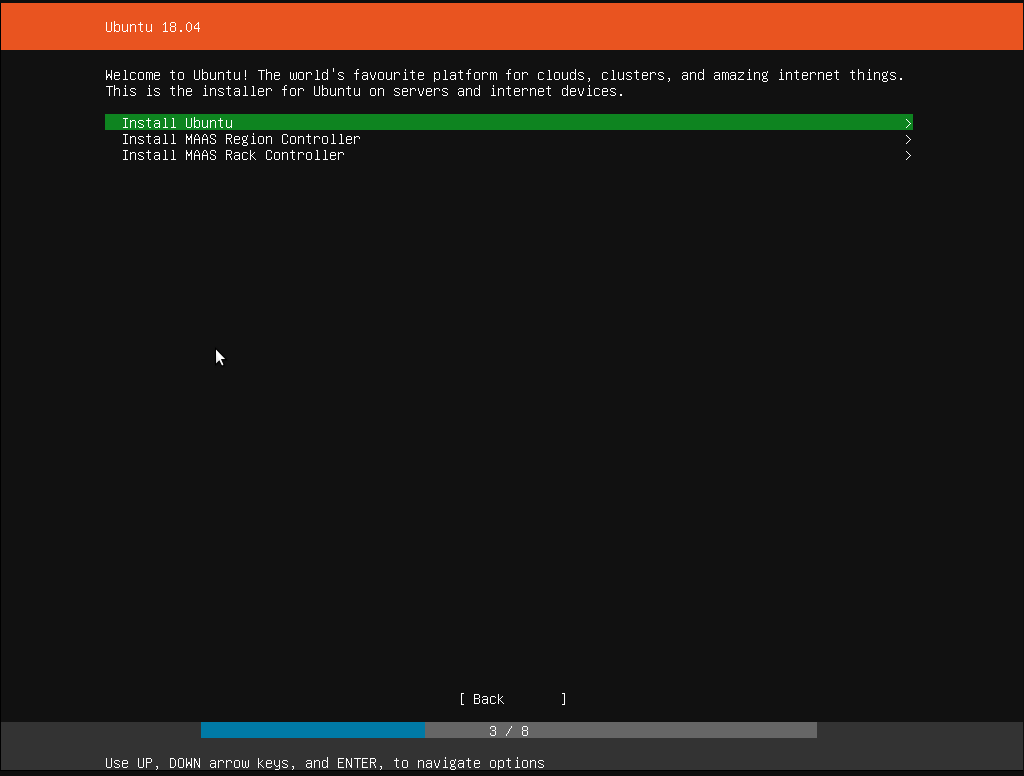 Ubuntu 18.04
Welcome to Ubuntu! The world's favourite platform for clouds, clusters, and amazing internet things.
This is the installer for Ubuntu on servers and internet devices.
Install Ubuntu >
Install MAAS Region Controller >
Install MAAS Rack Controller >
[ Back ]
3 / 8
Use UP, DOWN arrow keys, and ENTER, to navigate options